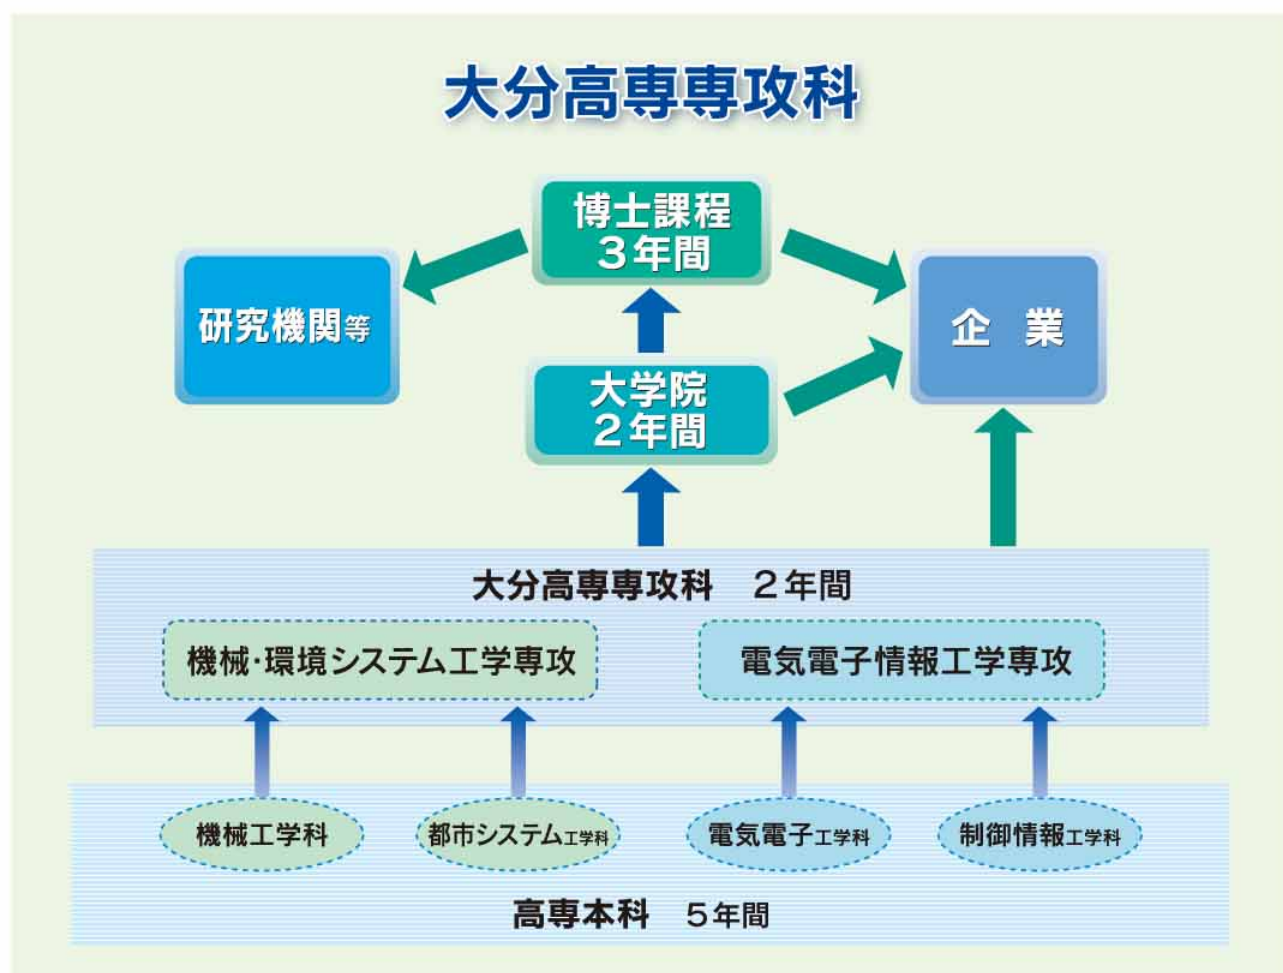 大分高専専攻科
博士課程
3年間
研究機関等
企 業
大学院
2年間
大分高専専攻科 2年間
機械・環境システム工学専攻
電気電子情報工学専攻
機械工学科
都市システム工学科
電気電子工学科
制御情報工学科
高専本科 5年間